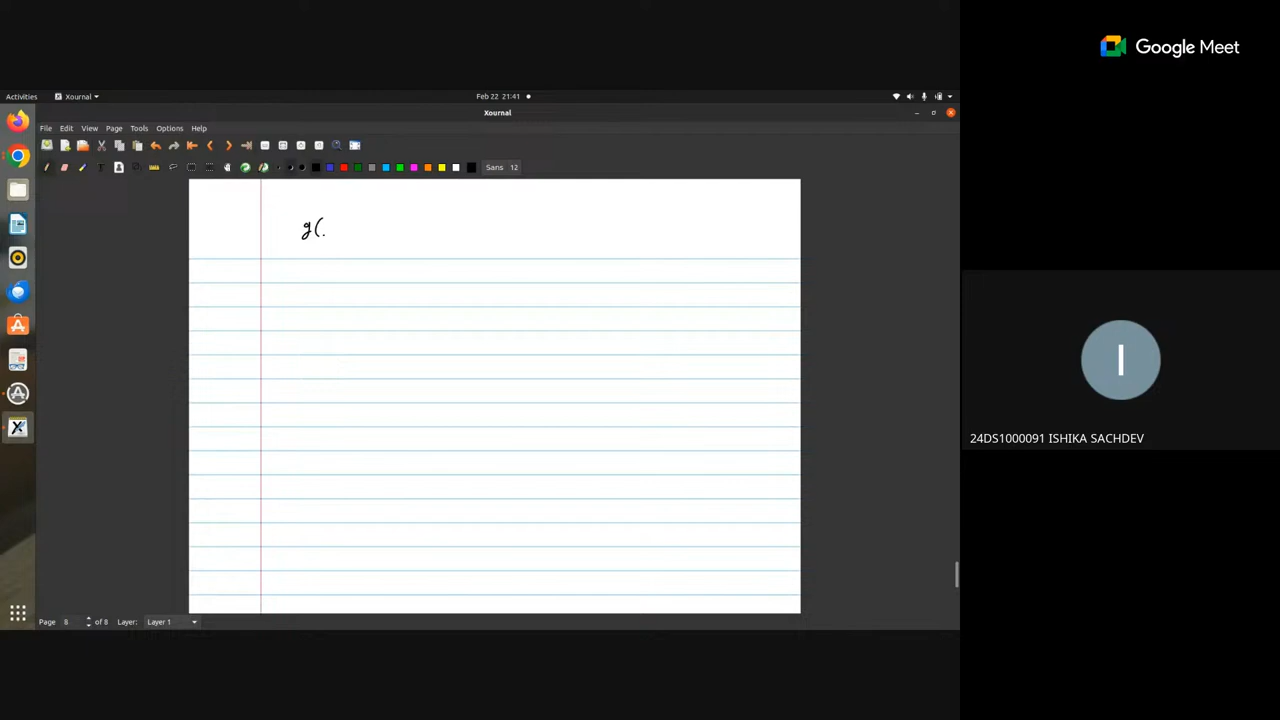 Google Meet
Activities
Xournal
Feb 22 21:41
Xournal
File Edit View Page Tools Options Help
Sans 12
g(.
I
24DS1000091 ISHIKA SACHDEV
Page 8 of 8 Layer: Layer 1